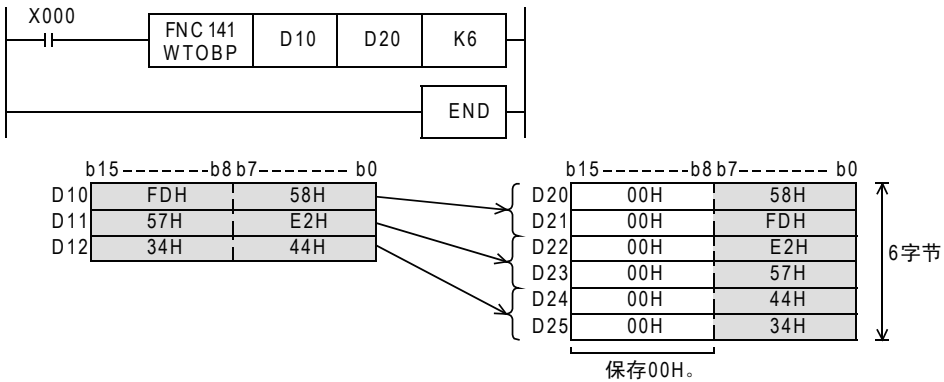 X000
FNC 141
WTOBP D10 D20 K6
END
b15-------b8 b7-------- b0
D10 FDH 58H
D11 57H E2H
D12 34H 44H
b15--------b8 b7-------- b0
D20 00H 58H
D21 00H FDH
D22 00H E2H
D23 00H 57H
D24 00H 44H
D25 00H 34H
6字节
保存00H。